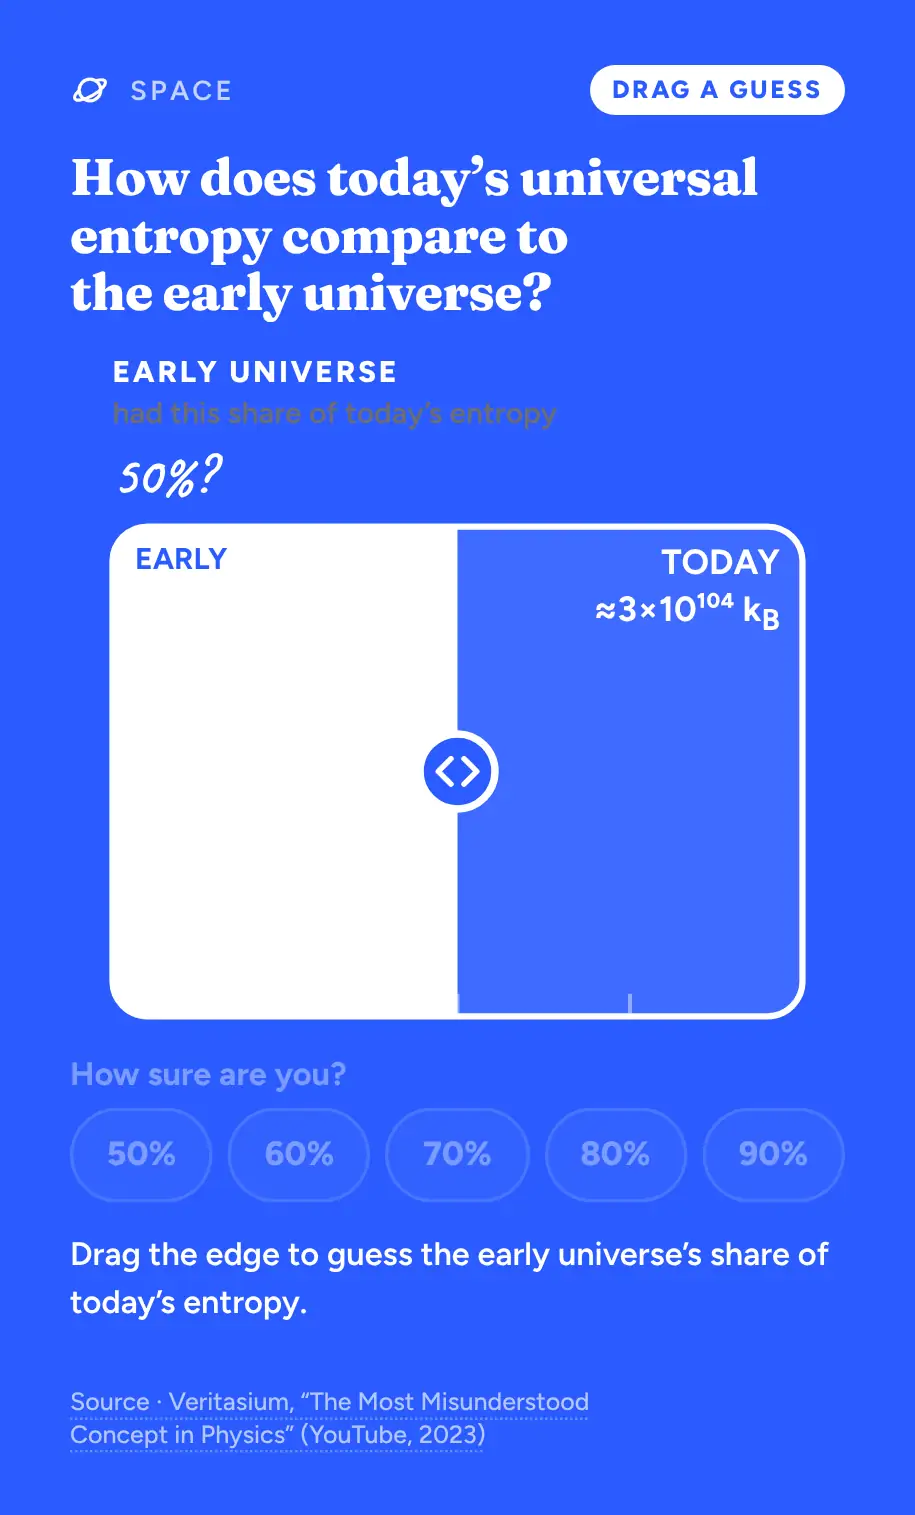 SPACE
DRAG A GUESS
How does today’s universal
entropy compare to
the early universe?
EARLY UNIVERSE
had this share of today’s entropy
50%?
EARLY
TODAY
≈3×10¹⁰⁴ k_B
How sure are you?
50% 60% 70% 80% 90%
Drag the edge to guess the early universe’s share of
today’s entropy.
Source · Veritasium, “The Most Misunderstood
Concept in Physics” (YouTube, 2023)